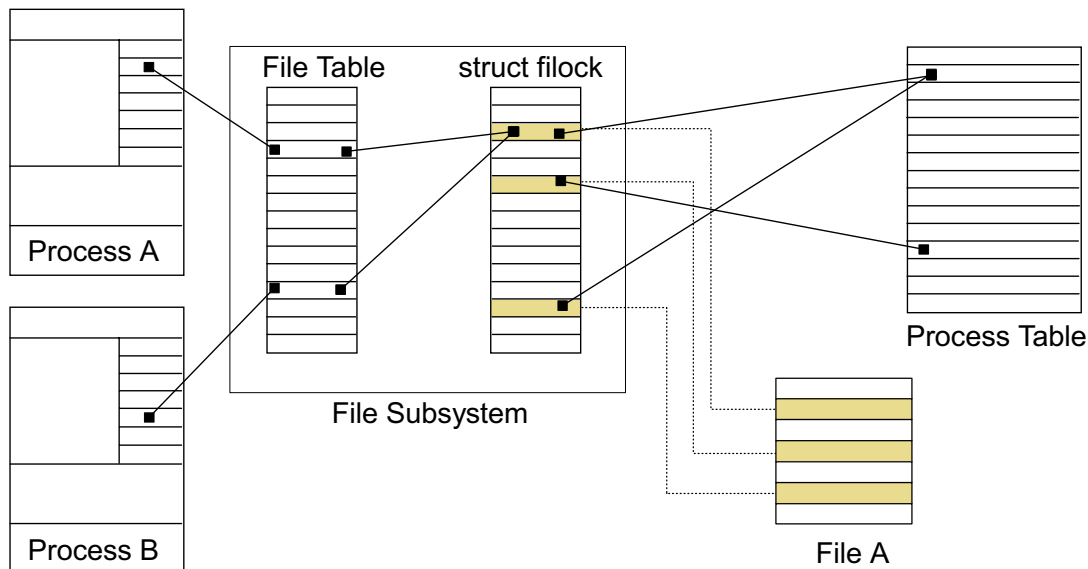 File Table
struct filock
Process A
Process Table
File Subsystem
Process B
File A